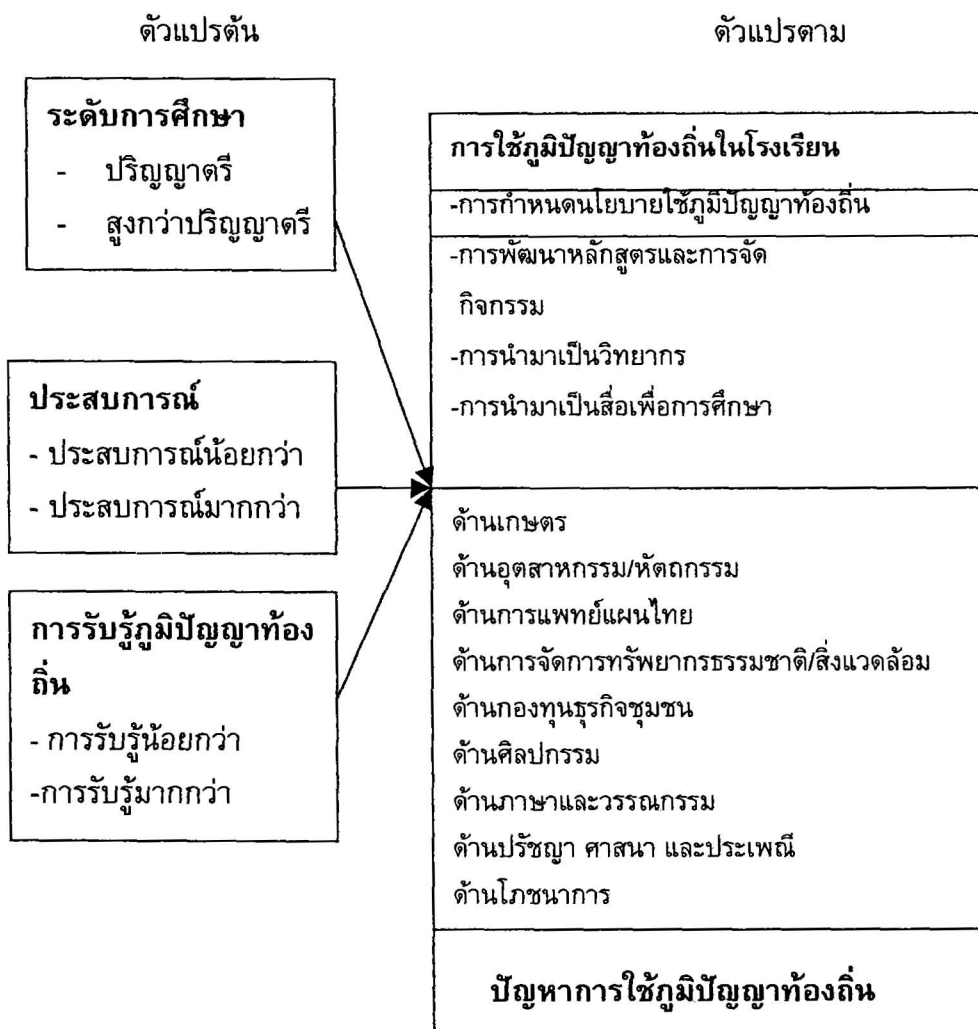 ตัวแปรต้น
ตัวแปรตาม
ระดับการศึกษา
- ปริญญาตรี
- สูงกว่าปริญญาตรี
ประสบการณ์
- ประสบการณ์น้อยกว่า
- ประสบการณ์มากกว่า
การรับรู้ภูมิปัญญาท้อง
ถิ่น
- การรับรู้น้อยกว่า
-การรับรู้มากกว่า
การใช้ภูมิปัญญาท้องถิ่นในโรงเรียน
-การกำหนดนโยบายใช้ภูมิปัญญาท้องถิ่น
-การพัฒนาหลักสูตรและการจัด
กิจกรรม
-การนำมาเป็นวิทยากร
-การนำมาเป็นสื่อเพื่อการศึกษา
ด้านเกษตร
ด้านอุตสาหกรรม/หัตถกรรม
ด้านการแพทย์แผนไทย
ด้านการจัดการทรัพยากรธรรมชาติ/สิ่งแวดล้อม
ด้านกองทุนธุรกิจชุมชน
ด้านศิลปกรรม
ด้านภาษาและวรรณกรรม
ด้านปรัชญา ศาสนา และประเพณี
ด้านโภชนาการ
ปัญหาการใช้ภูมิปัญญาท้องถิ่น